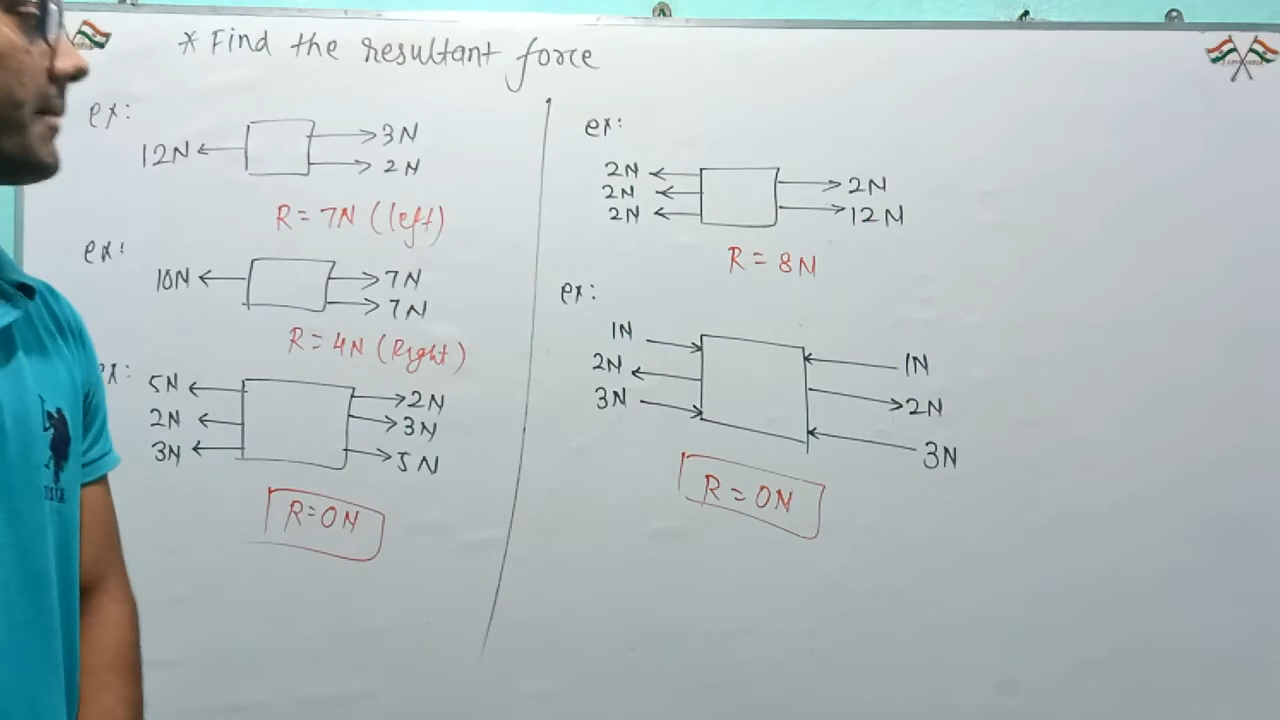 * Find the resultant force
ex:
12N
3N
2N
R = 7N (left)
ex:
10N
7N
7N
R = 4N (Right)
ex:
5N
2N
3N
2N
3N
5N
R = 0N
ex:
2N
2N
2N
2N
12N
R = 8N
ex:
1N
2N
3N
1N
2N
3N
R = 0N